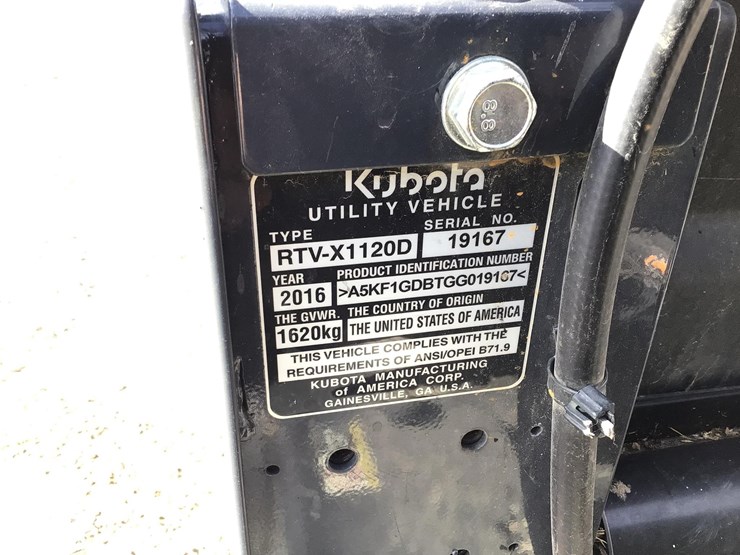 8.8
Kubota
UTILITY VEHICLE
TYPE SERIAL NO.
RTV-X1120D 19167
YEAR PRODUCT IDENTIFICATION NUMBER
2016 >A5KF1GDBTGG019167<
THE GVWR. THE COUNTRY OF ORIGIN
1620kg THE UNITED STATES OF AMERICA
THIS VEHICLE COMPLIES WITH THE
REQUIREMENTS OF ANSI/OPEI B71.9
KUBOTA MANUFACTURING
of AMERICA CORP.
GAINESVILLE, GA U.S.A.